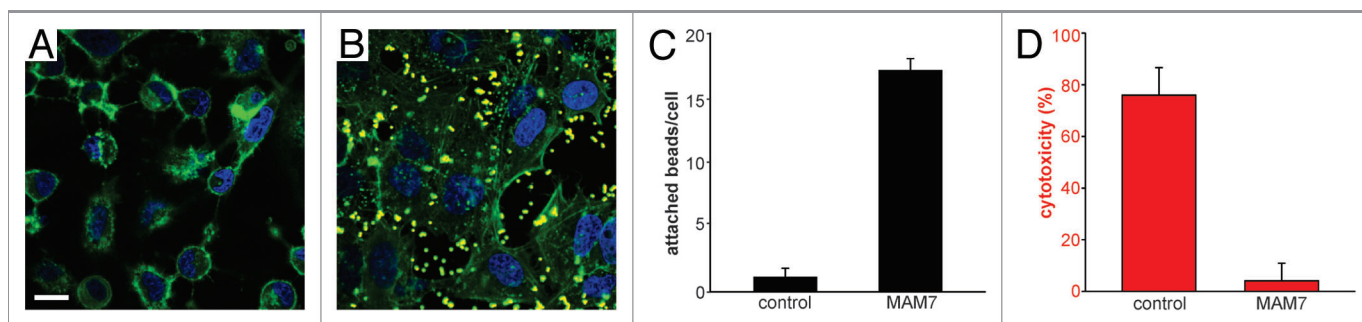 A
B
C
D
attached beads/cell
20
15
10
5
0
control
MAM7
cytotoxicity (%)
100
80
60
40
20
0
control
MAM7